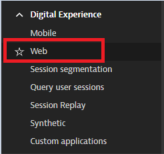 Digital Experience
Mobile
Web
Session segmentation
Query user sessions
Session Replay
Synthetic
Custom applications